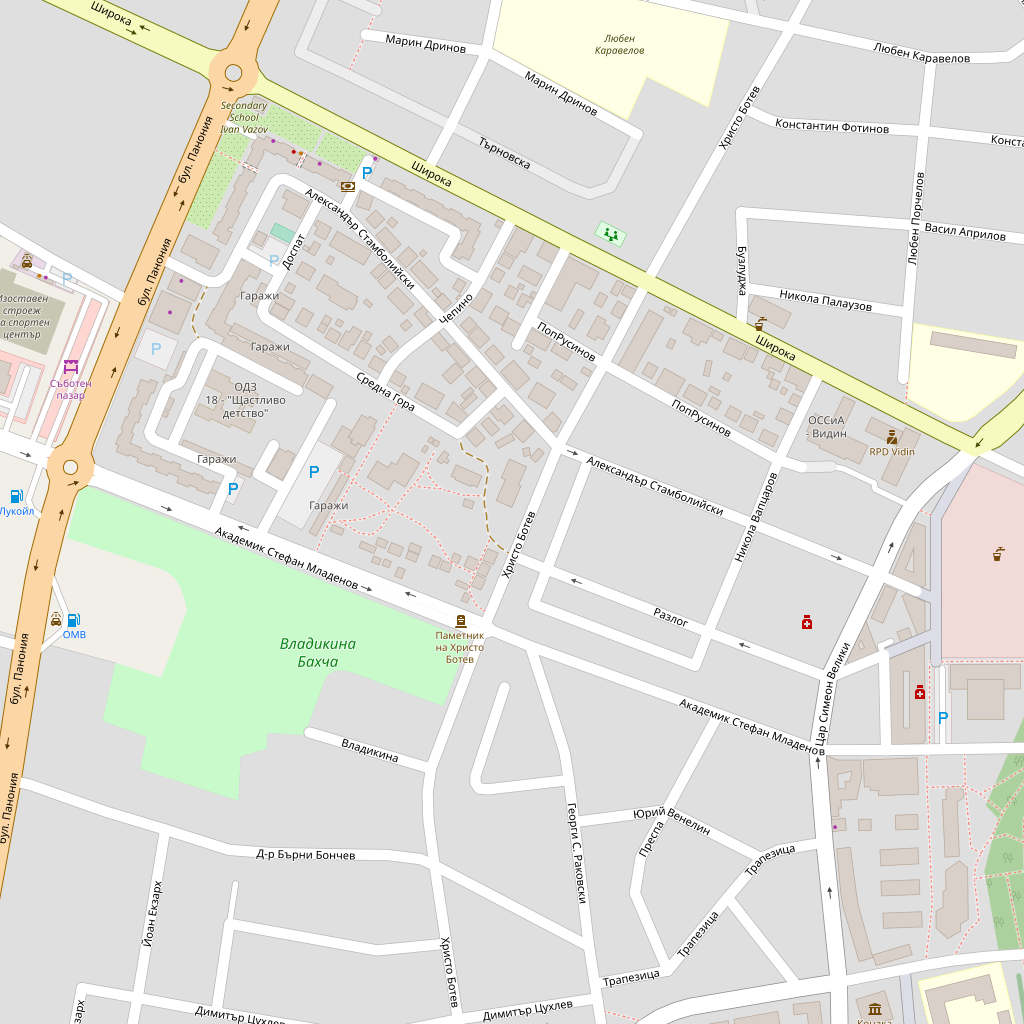 Широка
Марин Дринов
Любен
Каравелов
Любен Каравелов
Марин Дринов
Христо Ботев
Secondary
School
Ivan Vazov
бул. Панония
Константин Фотинов
Търновска
Широка
P
Александър Стамболийски
Любен Порчелов
Васил Априлов
Доспат
P
бул. Панония
Бузлуджа
P
Гаражи
Николa Палаузов
Изоставен
строеж
на спортен
център
Чепино
ПопРусинов
Широка
Гаражи
P
Съботен
пазар
Средна Гора
ОДЗ
18 - "Щастливо
детство"
ПопРусинов
ОССиА
- Видин
RPD Vidin
Гаражи
P
P
Александър Стамболийски
Лукойл
Гаражи
Никола Вапцаров
Христо Ботев
Академик Стефан Младенов
Разлог
ОМВ
Паметник
на Христо
Ботев
Владикина
Бахча
бул. Панония
Цар Симеон Велики
P
Академик Стефан Младенов
Владикина
бул. Панония
Юрий Венелин
Преспа
Георги С. Раковски
Трапезица
Д-р Бърни Бончев
Йоан Екзарх
Трапезица
Христо Ботев
Трапезица
Димитър Цухлев
Димитър Цухлев